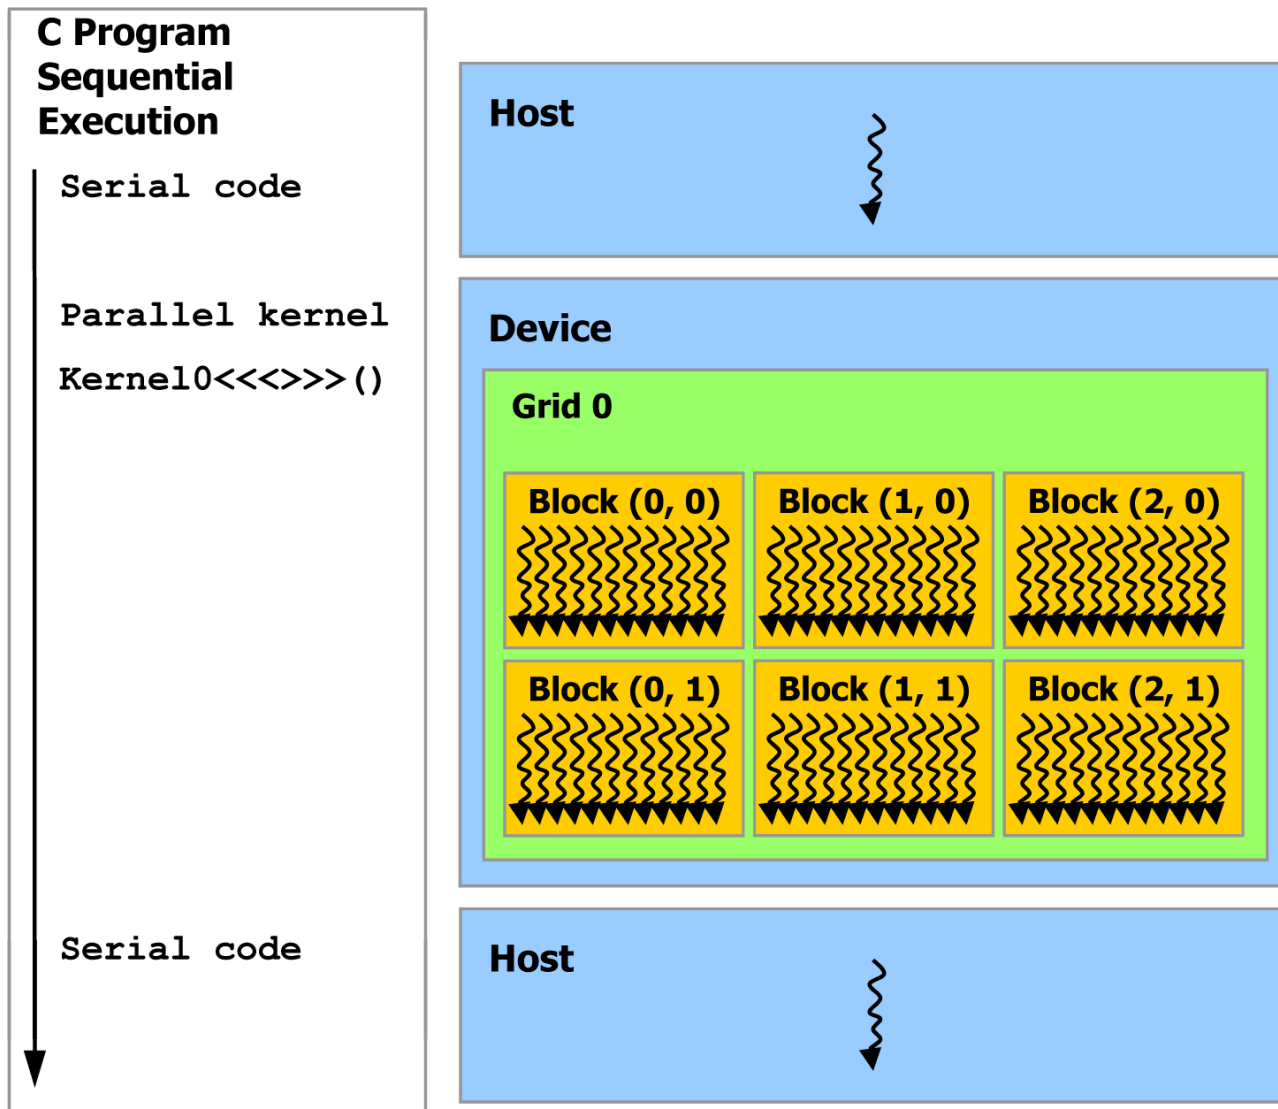 C Program
Sequential
Execution
Serial code
Parallel kernel
Kernel0<<<>>>()
Serial code
Host
Device
Grid 0
Block (0, 0)
Block (1, 0)
Block (2, 0)
Block (0, 1)
Block (1, 1)
Block (2, 1)
Host